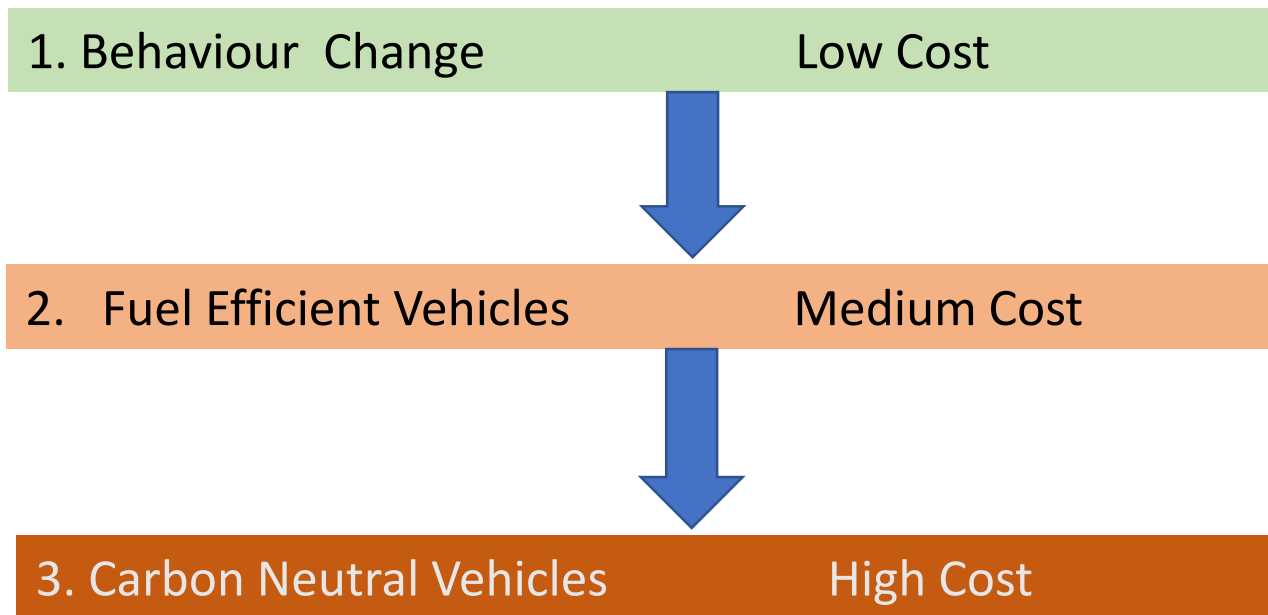 1. Behaviour Change Low Cost
2. Fuel Efficient Vehicles Medium Cost
3. Carbon Neutral Vehicles High Cost